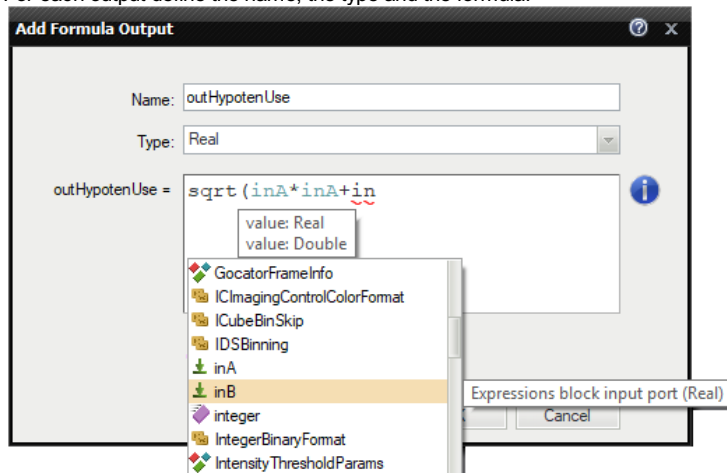 Add Formula Output
Name: outHypotenUse
Type: Real
outHypotenUse = sqrt(inA*inA+in
value: Real
value: Double
GocatorFrameInfo
ICImagingControlColorFormat
ICubeBinSkip
IDSBinning
inA
inB
Expressions block input port (Real)
integer
Cancel
IntegerBinaryFormat
IntensityThresholdParams